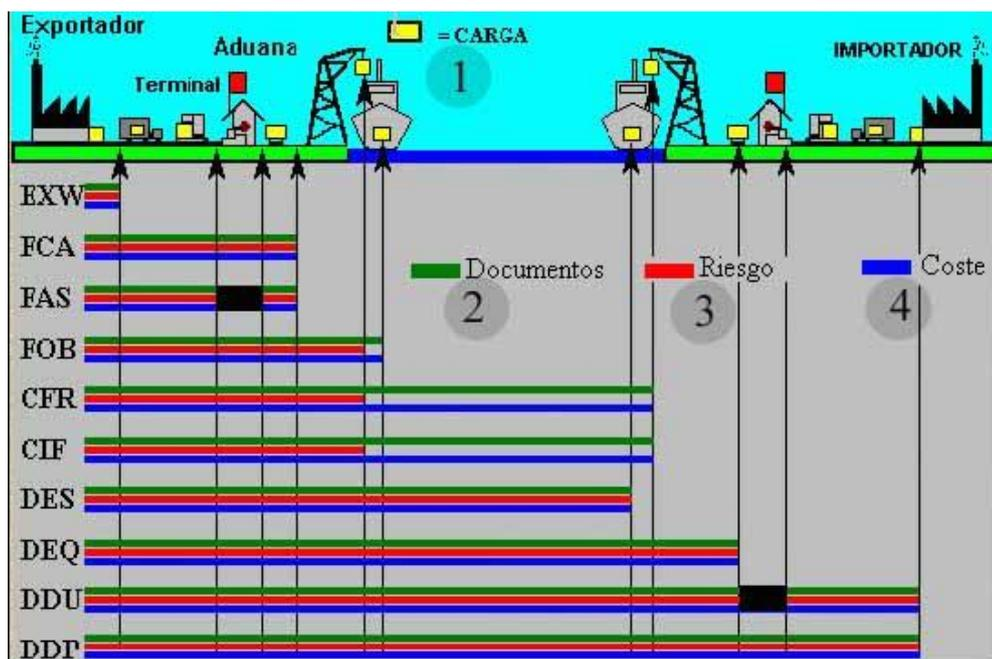 Exportador
Aduana
= CARGA
IMPORTADOR
Terminal
1
EXW
FCA
Documentos
Riesgo
Coste
FAS
2
3
4
FOB
CFR
CIF
DES
DEQ
DDU
DDP